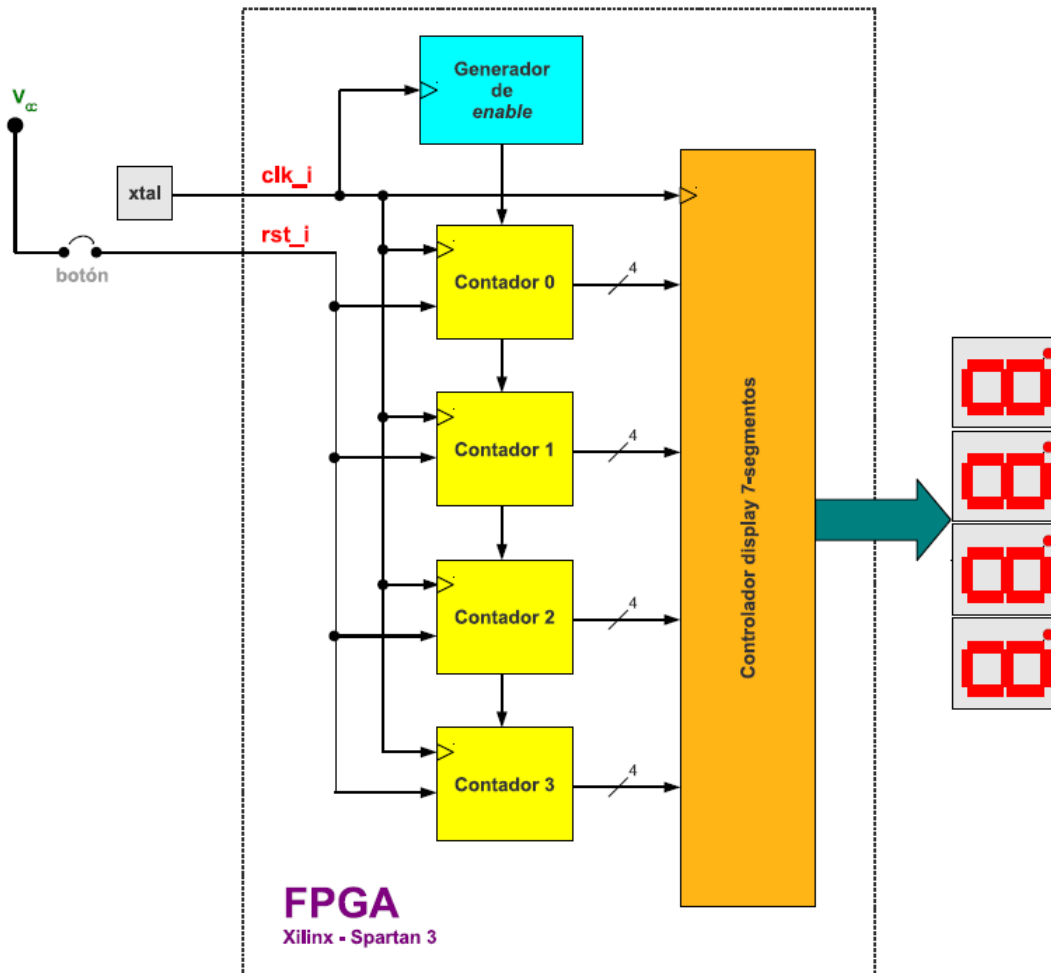 Generador
de
enable
Vcc
xtal
clk_i
rst_i
botón
Contador 0
4
Contador 1
4
Contador 2
4
Contador 3
4
Controlador display 7-segmentos
FPGA
Xilinx - Spartan 3